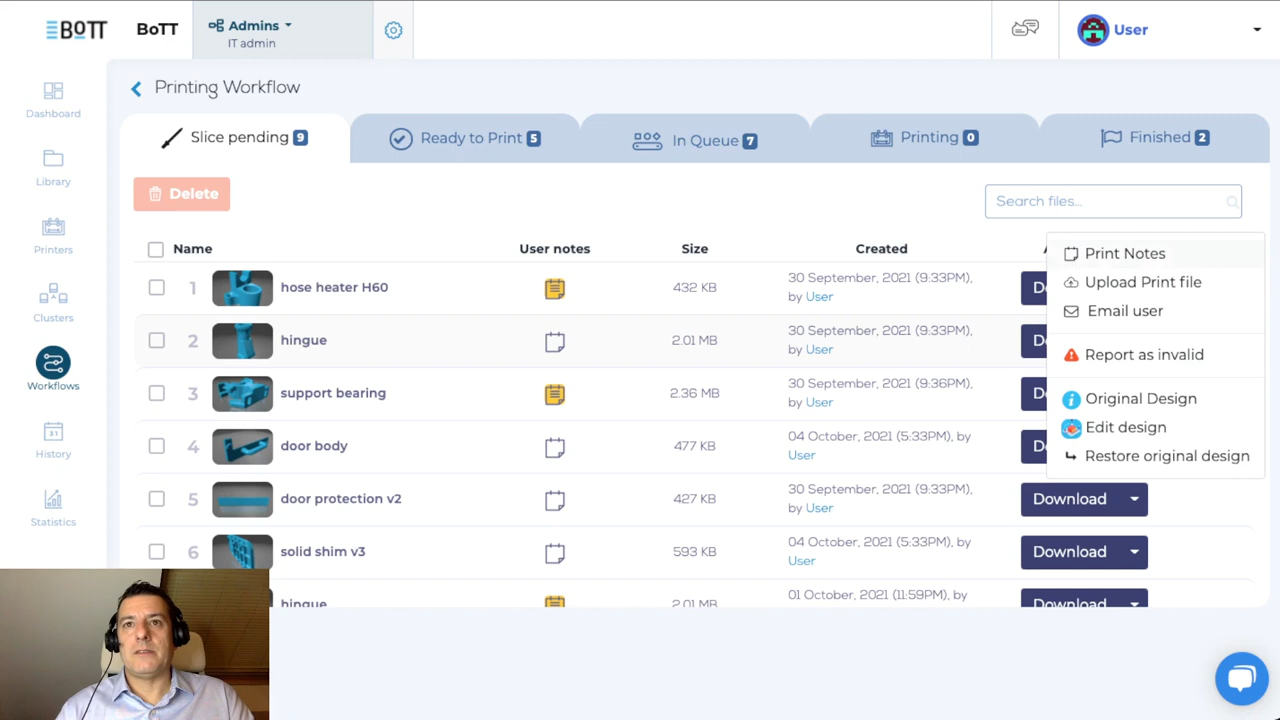 BOTT
BoTT
Admins
IT admin
User
Dashboard
Library
Printers
Clusters
Workflows
31
History
Statistics
Printing Workflow
Slice pending 9
Ready to Print 5
In Queue 7
Printing 0
Finished 2
Delete
Search files...
Name User notes Size Created A
1 hose heater H60 432 KB 30 September, 2021 (9:33PM), by User Do
2 hingue 2.01 MB 30 September, 2021 (9:33PM), by User Do
3 support bearing 2.36 MB 30 September, 2021 (9:36PM), by User Do
4 door body 477 KB 04 October, 2021 (5:33PM), by User Do
5 door protection v2 427 KB 30 September, 2021 (9:33PM), by User Download
6 solid shim v3 593 KB 04 October, 2021 (5:33PM), by User Download
hingue 2.01 MB 01 October, 2021 (11:59PM), by Download
Print Notes
Upload Print file
Email user
Report as invalid
Original Design
Edit design
Restore original design